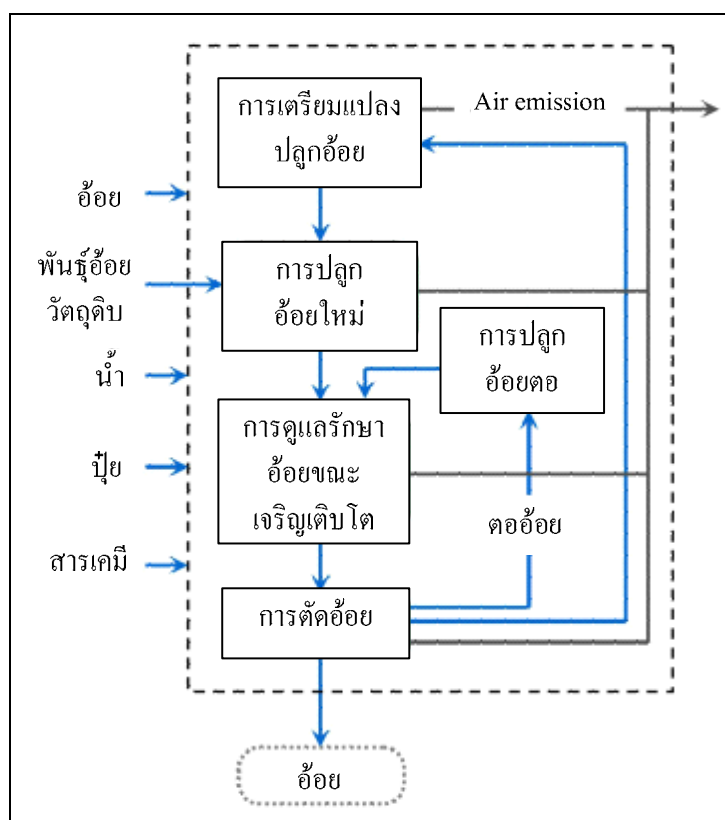 การเตรียมแปลง
ปลูกอ้อย
Air emission
อ้อย
พันธุ์อ้อย
วัตถุดิบ
การปลูก
อ้อยใหม่
การปลูก
อ้อยตอ
น้ำ
การดูแลรักษา
อ้อยขณะ
เจริญเติบโต
ปุ๋ย
ตออ้อย
สารเคมี
การตัดอ้อย
อ้อย